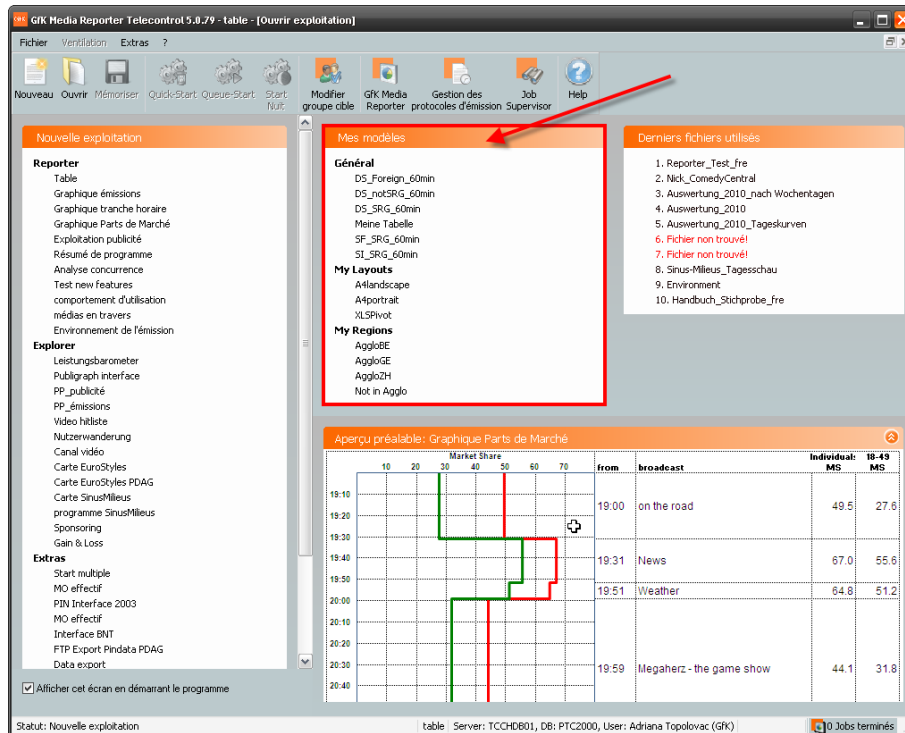 GfK Media Reporter Telecontrol 5.0.79 - table - [Ouvrir exploitation]
Fichier Ventilation Extras ?
Nouveau Ouvrir Mémoriser Quick-Start Queue-Start Start Nuit Modifier groupe cible GfK Media Reporter Gestion des protocoles d'émission Job Supervisor Help
Nouvelle exploitation
Reporter
Table
Graphique émissions
Graphique tranche horaire
Graphique Parts de Marché
Exploitation publicité
Résumé de programme
Analyse concurrence
Test new features
comportement d'utilisation
médias en travers
Environnement de l'émission
Explorer
Leistungsbarometer
Publigraph interface
PP_publicité
PP_émissions
Video hitliste
Nutzerwanderung
Canal vidéo
Carte EuroStyles
Carte EuroStyles PDAG
Carte SinusMilieus
programme SinusMilieus
Sponsoring
Gain & Loss
Extras
Start multiple
MO effectif
PIN Interface 2003
MO effectif
Interface BNT
FTP Export Pindata PDAG
Data export
Afficher cet écran en démarrant le programme
Mes modèles
Général
DS_Foreign_60min
DS_notSRG_60min
DS_SRG_60min
Meine Tabelle
SF_SRG_60min
SI_SRG_60min
My Layouts
A4landscape
A4portrait
XLSPivot
My Regions
AggloBE
AggloGE
AggloZH
Not in Agglo
Derniers fichiers utilisés
1. Reporter_Test_fre
2. Nick_ComedyCentral
3. Auswertung_2010_nach Wochentagen
4. Auswertung_2010
5. Auswertung_2010_Tageskurven
6. Fichier non trouvé!
7. Fichier non trouvé!
8. Sinus-Milieus_Tagesschau
9. Environment
10. Handbuch_Stichprobe_fre
Aperçu préalable: Graphique Parts de Marché
Market Share
10 20 30 40 50 60 70
from broadcast Individuals MS 18-49 MS
19:10
19:20
19:30
19:40
19:50
20:00
20:10
20:20
20:30
20:40
19:00 on the road 49.5 27.6
19:31 News 67.0 55.6
19:51 Weather 64.8 51.2
19:59 Megaherz - the game show 44.1 31.8
Statut: Nouvelle exploitation
table Server: TCCHDB01, DB: PTC2000, User: Adriana Topolovac (GfK)
0 Jobs terminés